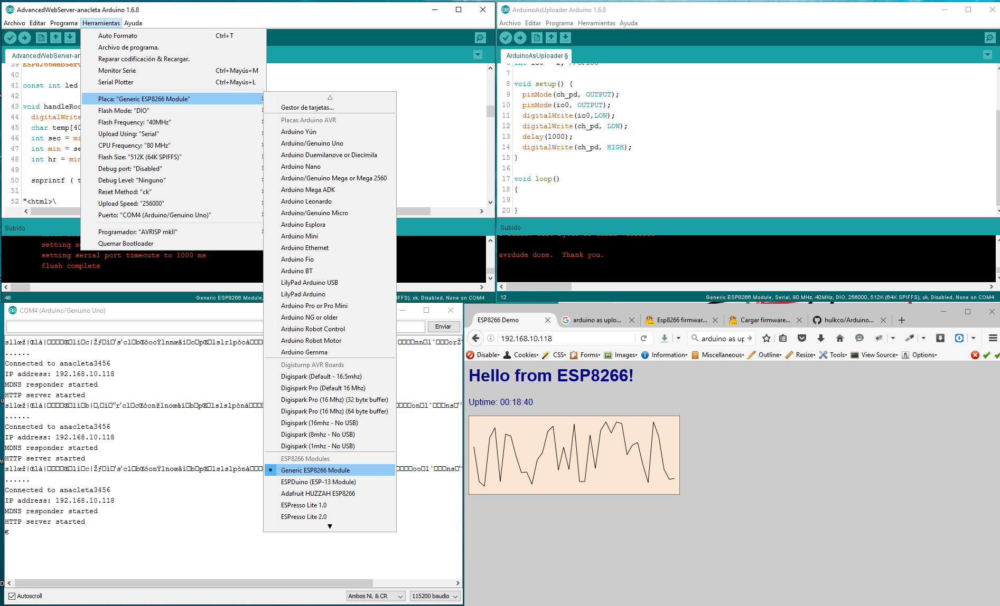 AdvancedWebServer-anacleta Arduino 1.6.8
Archivo Editar Programa Herramientas Ayuda
AdvancedWebServer-an
39 ESP8266WebServ
40
41 const int led
42
43 void handleRoo
44 digitalWrite
45 char temp[40
46 int sec = mi
47 int min = se
48 int hr = min
49
50 snprintf ( t
51
52 "<html>\
Subido
setting se
setting serial port timeouts to 1000 ms
flush complete
46
Generic ESP8266 Module,
IFFS), ck, Disabled, None on COM4
Auto Formato Ctrl+T
Archivo de programa.
Reparar codificación & Recargar.
Monitor Serie Ctrl+Mayús+M
Serial Plotter Ctrl+Mayús+L
Placa: "Generic ESP8266 Module"
Flash Mode: "DIO"
Flash Frequency: "40MHz"
Upload Using: "Serial"
CPU Frequency: "80 MHz"
Flash Size: "512K (64K SPIFFS)"
Debug port: "Disabled"
Debug Level: "Ninguno"
Reset Method: "ck"
Upload Speed: "256000"
Puerto: "COM4 (Arduino/Genuino Uno)"
Programador: "AVRISP mkII"
Quemar Bootloader
Gestor de tarjetas...
Placas Arduino AVR
Arduino Yún
Arduino/Genuino Uno
Arduino Duemilanove or Diecimila
Arduino Nano
Arduino/Genuino Mega or Mega 2560
Arduino Mega ADK
Arduino Leonardo
Arduino/Genuino Micro
Arduino Esplora
Arduino Mini
Arduino Ethernet
Arduino Fio
Arduino BT
LilyPad Arduino USB
LilyPad Arduino
Arduino Pro or Pro Mini
Arduino NG or older
Arduino Robot Control
Arduino Robot Motor
Arduino Gemma
Digistump AVR Boards
Digispark (Default - 16.5mhz)
Digispark Pro (Default 16 Mhz)
Digispark Pro (16 Mhz) (32 byte buffer)
Digispark Pro (16 Mhz) (64 byte buffer)
Digispark (16mhz - No USB)
Digispark (8mhz - No USB)
Digispark (1mhz - No USB)
ESP8266 Modules
Generic ESP8266 Module
ESPDuino (ESP-13 Module)
Adafruit HUZZAH ESP8266
ESPresso Lite 1.0
ESPresso Lite 2.0
ArduinoAsUploader Arduino 1.6.8
Archivo Editar Programa Herramientas Ayuda
ArduinoAsUploader §
7
8 void setup() {
9 pinMode(ch_pd, OUTPUT);
10 pinMode(io0, OUTPUT);
11 digitalWrite(io0,LOW);
12 digitalWrite(ch_pd, LOW);
13 delay(1000);
14 digitalWrite(ch_pd, HIGH);
15 }
16
17 void loop()
18 {
19
20 }
Subido
avrdude done. Thank you.
12
Generic ESP8266 Module, Serial, 80 MHz, 40MHz, DIO, 256000, 512K (64K SPIFFS), ck, Disabled, None on COM4
COM4 (Arduino/Genuino Uno)
Enviar
......
Connected to anacleta3456
IP address: 192.168.10.118
MDNS responder started
HTTP server started
......
Connected to anacleta3456
IP address: 192.168.10.118
MDNS responder started
HTTP server started
......
Connected to anacleta3456
IP address: 192.168.10.118
MDNS responder started
HTTP server started
€
Autoscroll
Ambos NL & CR
115200 baudio
ESP8266 Demo
arduino as uplo...
Esp8266 firmwar...
Cargar firmware...
hulkco/Arduino...
192.168.10.118
arduino as up
Disable Cookies CSS Forms Images Information Miscellaneous Outline Resize Tools View Source Options
Hello from ESP8266!
Uptime: 00:18:40